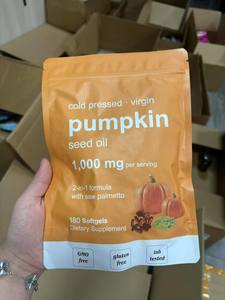 cold pressed · virgin
pumpkin
seed oil
1,000 mg per serving
2-in-1 formula
with saw palmetto
180 Softgels
Dietary Supplement
GMO free
gluten free
lab tested